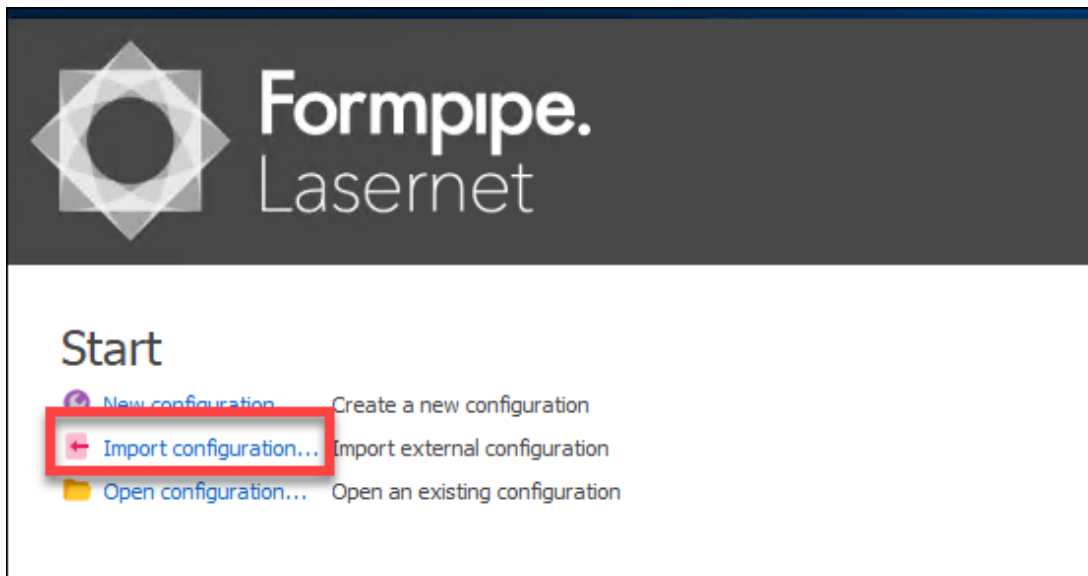 Formpipe.
Lasernet
Start
New configuration... Create a new configuration
Import configuration... Import external configuration
Open configuration... Open an existing configuration